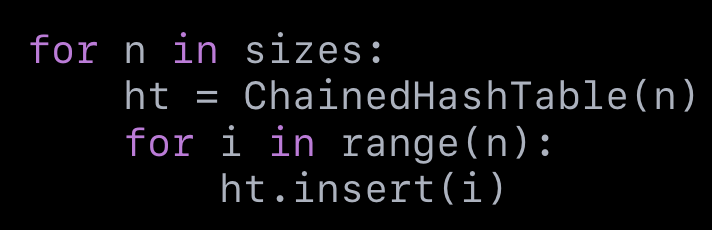 for n in sizes:
    ht = ChainedHashTable(n)
    for i in range(n):
        ht.insert(i)